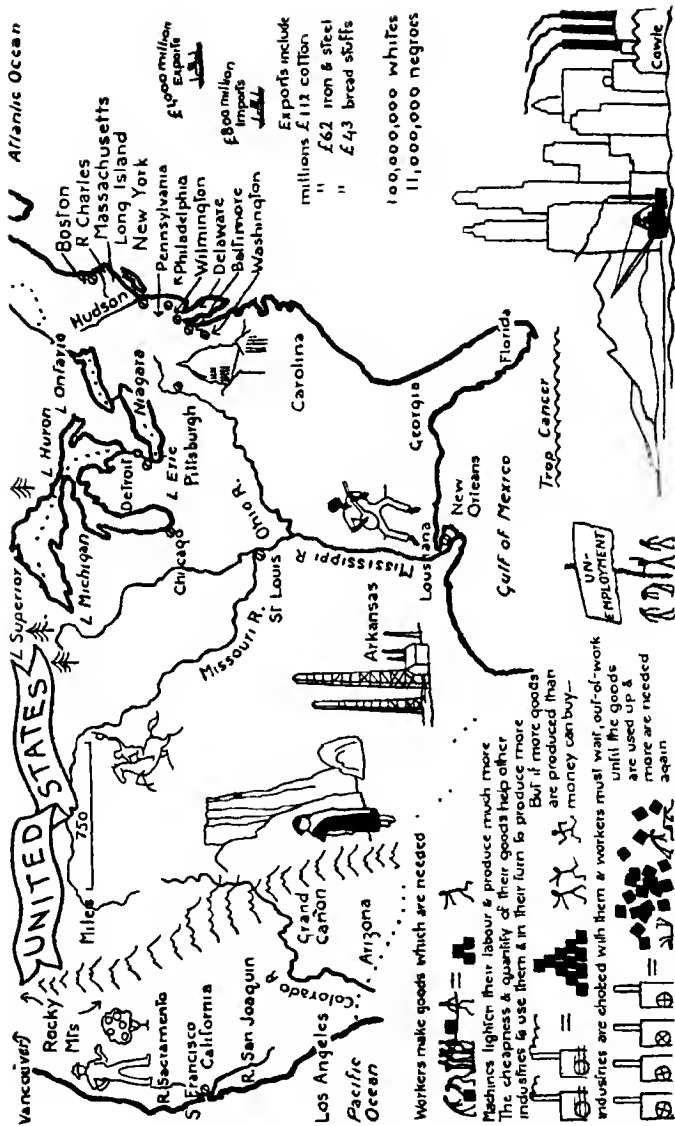 UNITED STATES
Atlantic Ocean
Vancouver
Rocky
Mts
Miles
750
L Superior
L Michigan
L Huron
L Ontario
Niagara
L Erie
Detroit
Chicago
Pittsburgh
Hudson
Boston
R Charles
Massachusetts
Long Island
New York
Pennsylvania
R Philadelphia
Wilmington
Delaware
Baltimore
Washington
£1000 million
Exports
£800 million
Imports
Exports include
millions £112 cotton
" £62 iron & steel
" £43 bread stuffs
100,000,000 whites
11,000,000 negroes
R. Sacramento
S. Francisco
California
R. San Joaquin
Los Angeles
Pacific
Ocean
Colorado R
Grand
Cañon
Arizona
Missouri R.
St Louis
Ohio R.
Mississippi R
Arkansas
Carolina
Georgia
Florida
Lousiana
New
Orleans
Gulf of Mexico
Trop Cancer
Workers make goods which are needed
Machines lighten their labour & produce much more
The cheapness & quantity of their goods help other
industries to use them & in their turn to produce more
But if more goods
are produced than
money can buy—
industries are choked with them & workers must wait, out-of-work
until the goods
are used up &
more are needed
again
UN-
EMPLOYMENT
Cowie